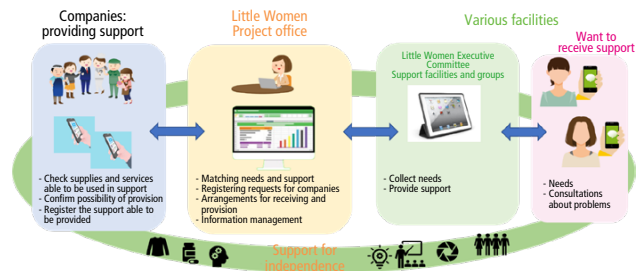 Companies:
providing support
- Check supplies and services
able to be used in support
- Confirm possibility of provision
- Register the support able to
be provided
Little Women
Project office
- Matching needs and support
- Registering requests for companies
- Arrangements for receiving and
provision
- Information management
Various facilities
Little Women Executive
Committee
Support facilities and groups
- Collect needs
- Provide support
Want to
receive support
- Needs
- Consultations
about problems
Support for
independence